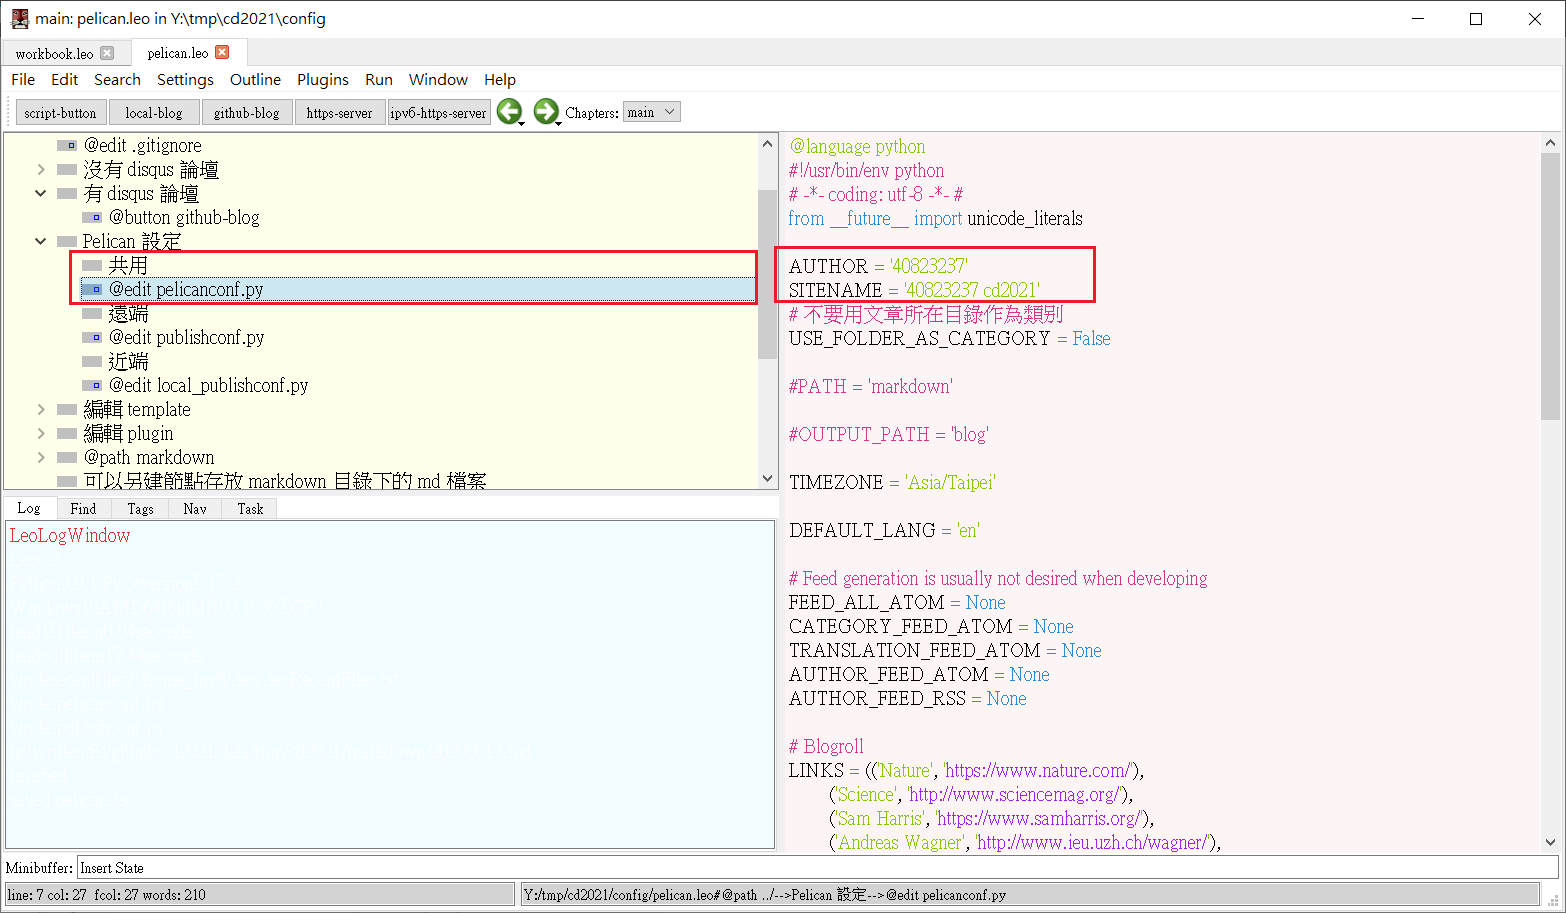 main: pelican.leo in Y:\tmp\cd2021\config
workbook.leo
pelican.leo
File Edit Search Settings Outline Plugins Run Window Help
script-button local-blog github-blog https-server ipv6-https-server Chapters: main
@edit .gitignore
沒有 disqus 論壇
有 disqus 論壇
@button github-blog
Pelican 設定
共用
@edit pelicanconf.py
遠端
@edit publishconf.py
近端
@edit local_publishconf.py
編輯 template
編輯 plugin
@path markdown
可以另建節點存放 markdown 目錄下的 md 檔案
@language python
#!/usr/bin/env python
# -*- coding: utf-8 -*- #
from __future__ import unicode_literals
AUTHOR = '40823237'
SITENAME = '40823237 cd2021'
# 不要用文章所在目錄作為類別
USE_FOLDER_AS_CATEGORY = False
#PATH = 'markdown'
#OUTPUT_PATH = 'blog'
TIMEZONE = 'Asia/Taipei'
DEFAULT_LANG = 'en'
# Feed generation is usually not desired when developing
FEED_ALL_ATOM = None
CATEGORY_FEED_ATOM = None
TRANSLATION_FEED_ATOM = None
AUTHOR_FEED_ATOM = None
AUTHOR_FEED_RSS = None
# Blogroll
LINKS = (('Nature', 'https://www.nature.com/'),
('Science', 'http://www.sciencemag.org/'),
('Sam Harris', 'https://www.samharris.org/'),
('Andreas Wagner', 'http://www.ieu.uzh.ch/wagner/'),
Log Find Tags Nav Task
LeoLogWindow
Minibuffer: Insert State
line: 7 col: 27 fcol: 27 words: 210
Y:/tmp/cd2021/config/pelican.leo#@path ../-->Pelican 設定-->@edit pelicanconf.py